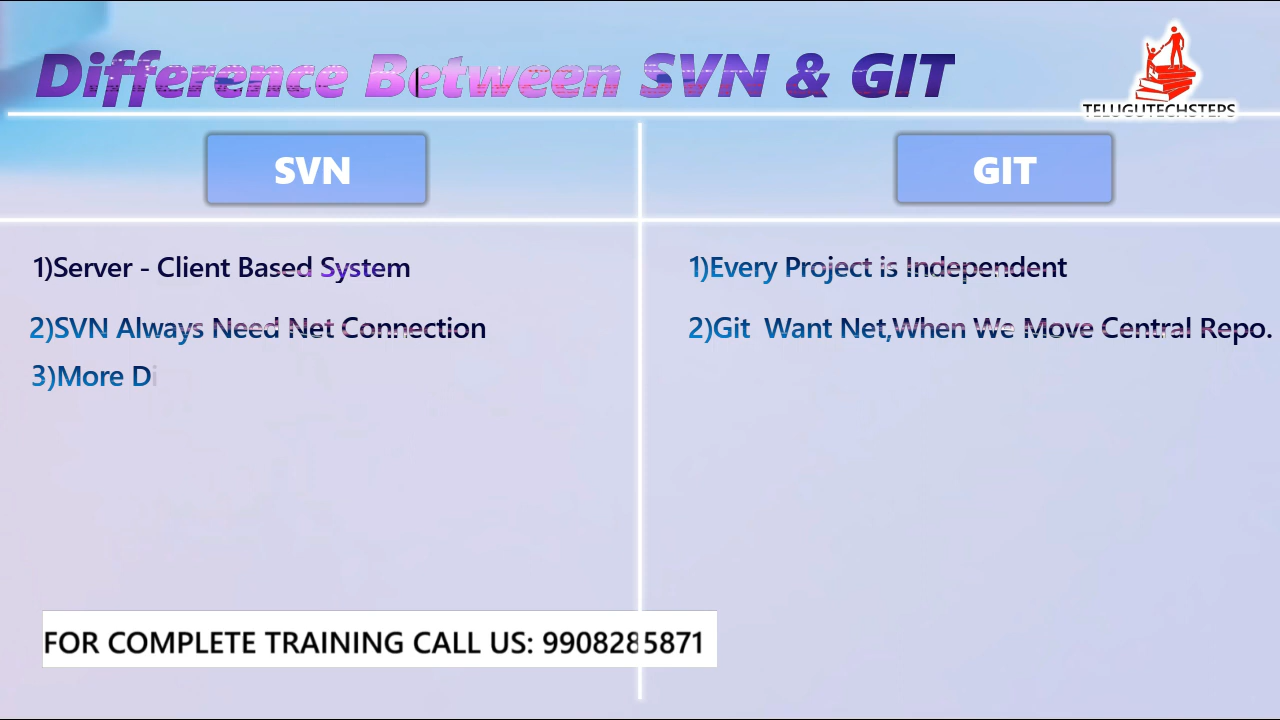 Difference Between SVN & GIT
TELUGUTECHSTEPS
SVN
GIT
1)Server - Client Based System
2)SVN Always Need Net Connection
3)More Di
1)Every Project is Independent
2)Git  Want Net,When We Move Central Repo.
FOR COMPLETE TRAINING CALL US: 9908285871